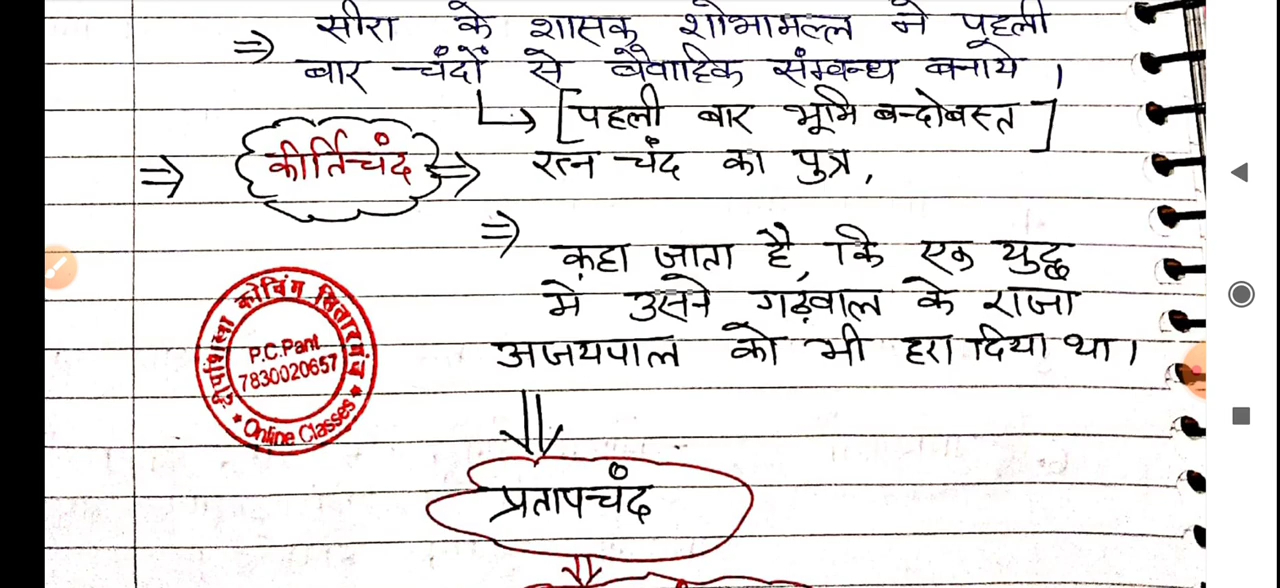 सीरा के शासक शोभामल्ल ने पहली
⇒ बार चंदों से वैवाहिक संम्बन्ध बनाये।
↳ [पहली बार भूमि बन्दोबस्त]
⇒ कीर्तिचंद ⇒ रत्न चंद का पुत्र,
⇒ कहा जाता है, कि एक युद्ध
मे उसने गढ़वाल के राजा
अजयपाल को भी हरा दिया था।
कोचिंग सितारगंज
P.C.Pant
7830020657
Online Classes
प्रतापचंद